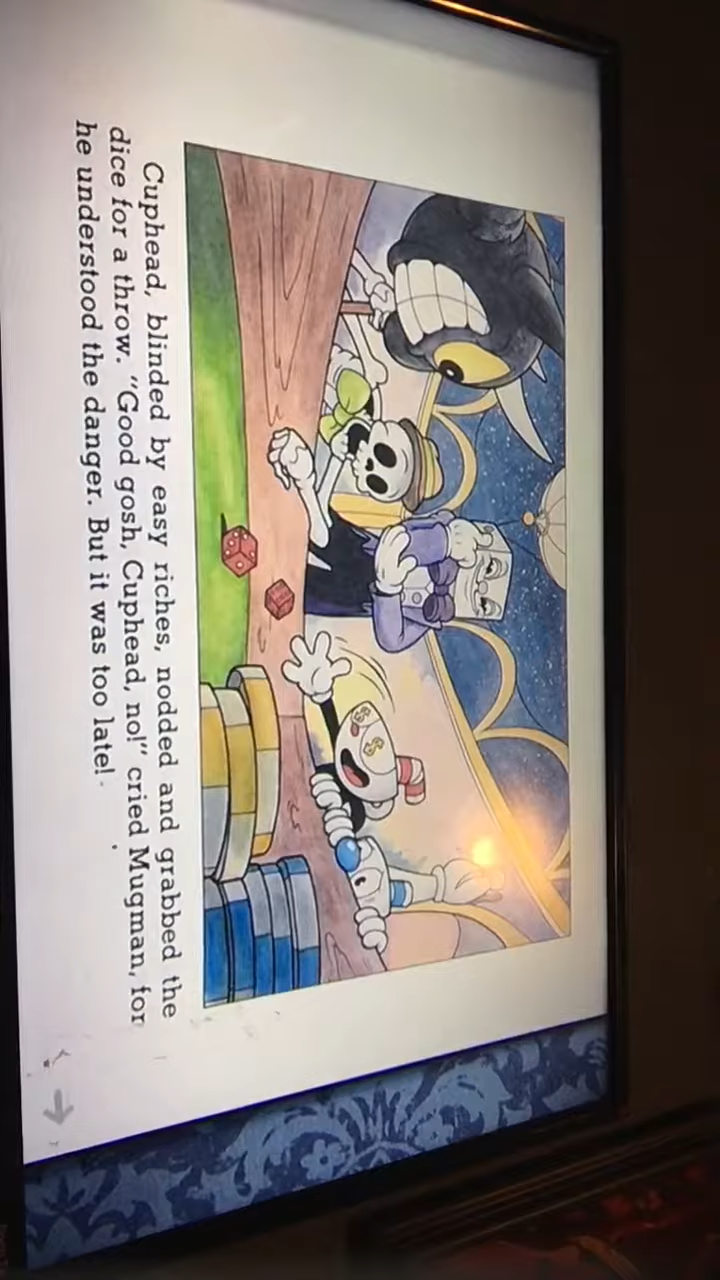 Cuphead, blinded by easy riches, nodded and grabbed the
dice for a throw. "Good gosh, Cuphead, no!" cried Mugman, for
he understood the danger. But it was too late!